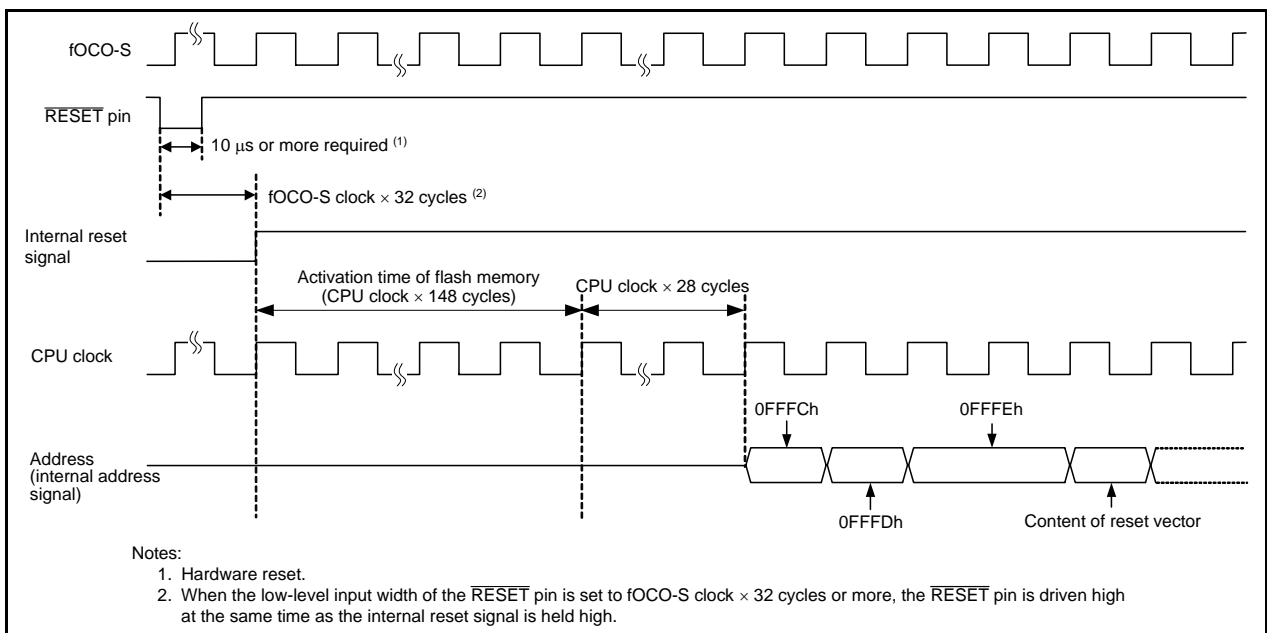 fOCO-S
RESET pin
10 μs or more required (1)
fOCO-S clock × 32 cycles (2)
Internal reset
signal
Activation time of flash memory
(CPU clock × 148 cycles)
CPU clock × 28 cycles
CPU clock
0FFFCh
0FFFEh
Address
(internal address
signal)
0FFFDh
Content of reset vector
Notes:
1. Hardware reset.
2. When the low-level input width of the RESET pin is set to fOCO-S clock × 32 cycles or more, the RESET pin is driven high
at the same time as the internal reset signal is held high.